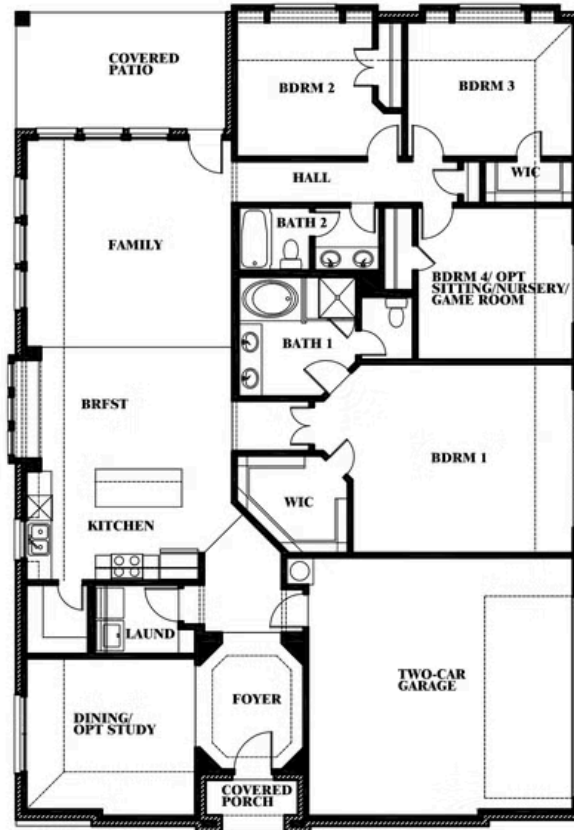 COVERED
PATIO
BDRM 2
BDRM 3
HALL
WIC
FAMILY
BATH 2
BDRM 4/ OPT
SITTING/NURSERY/
GAME ROOM
BATH 1
BRFST
BDRM 1
WIC
KITCHEN
LAUND
TWO-CAR
GARAGE
FOYER
DINING/
OPT STUDY
COVERED
PORCH